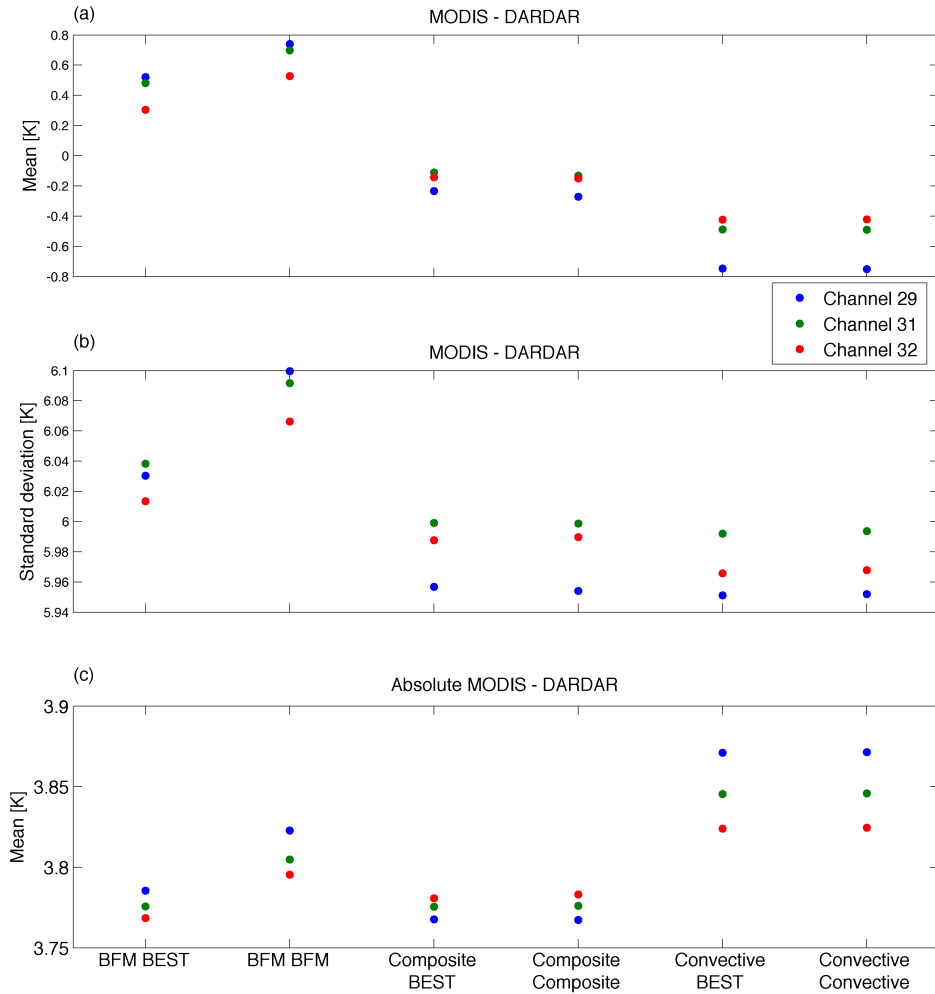 (a)
MODIS - DARDAR
Mean [K]
0.8
0.6
0.4
0.2
0
-0.2
-0.4
-0.6
-0.8
Channel 29
Channel 31
Channel 32
(b)
MODIS - DARDAR
Standard deviation [K]
6.1
6.08
6.06
6.04
6.02
6
5.98
5.96
5.94
(c)
Absolute MODIS - DARDAR
Mean [K]
3.9
3.85
3.8
3.75
BFM BEST BFM BFM Composite Composite Convective Convective
BEST Composite BEST Convective